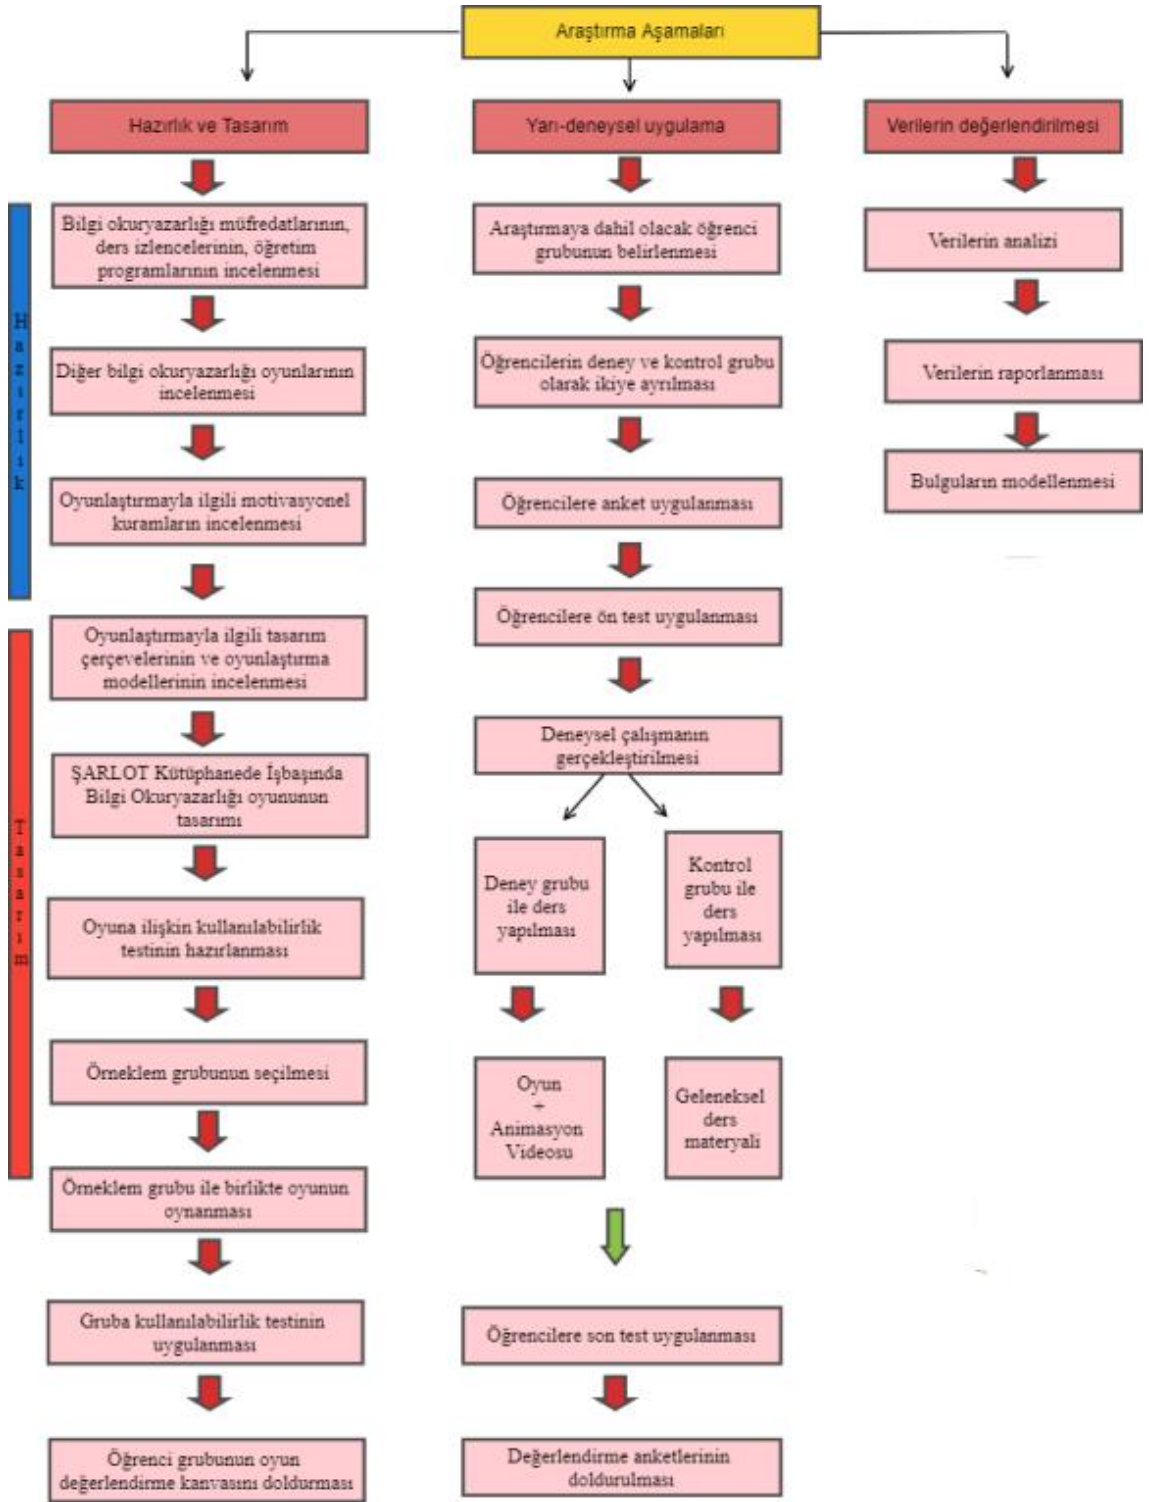 Araştırma Aşamaları
Hazırlık ve Tasarım
Bilgi okuryazarlığı müfredatlarının,
ders izlencelerinin, öğretim
programlarının incelenmesi
Diğer bilgi okuryazarlığı oyunlarının
incelenmesi
Oyunlaştırmayla ilgili motivasyonel
kuramların incelenmesi
Oyunlaştırmayla ilgili tasarım
çerçevelerinin ve oyunlaştırma
modellerinin incelenmesi
ŞARLOT Kütüphanede İşbaşında
Bilgi Okuryazarlığı oyununun
tasarımı
Oyuna ilişkin kullanılabilirlik
testinin hazırlanması
Örneklem grubunun seçilmesi
Örneklem grubu ile birlikte oyunun
oynanması
Gruba kullanılabilirlik testinin
uygulanması
Öğrenci grubunun oyun
değerlendirme kanvasını doldurması
Hazırlık
Tasarım
Yarı-deneysel uygulama
Araştırmaya dahil olacak öğrenci
grubunun belirlenmesi
Öğrencilerin deney ve kontrol grubu
olarak ikiye ayrılması
Öğrencilere anket uygulanması
Öğrencilere ön test uygulanması
Deneysel çalışmanın
gerçekleştirilmesi
Deney grubu
ile ders
yapılması
Kontrol
grubu ile
ders
yapılması
Oyun
+
Animasyon
Videosu
Geleneksel
ders
materyali
Öğrencilere son test uygulanması
Değerlendirme anketlerinin
doldurulması
Verilerin değerlendirilmesi
Verilerin analizi
Verilerin raporlanması
Bulguların modellenmesi